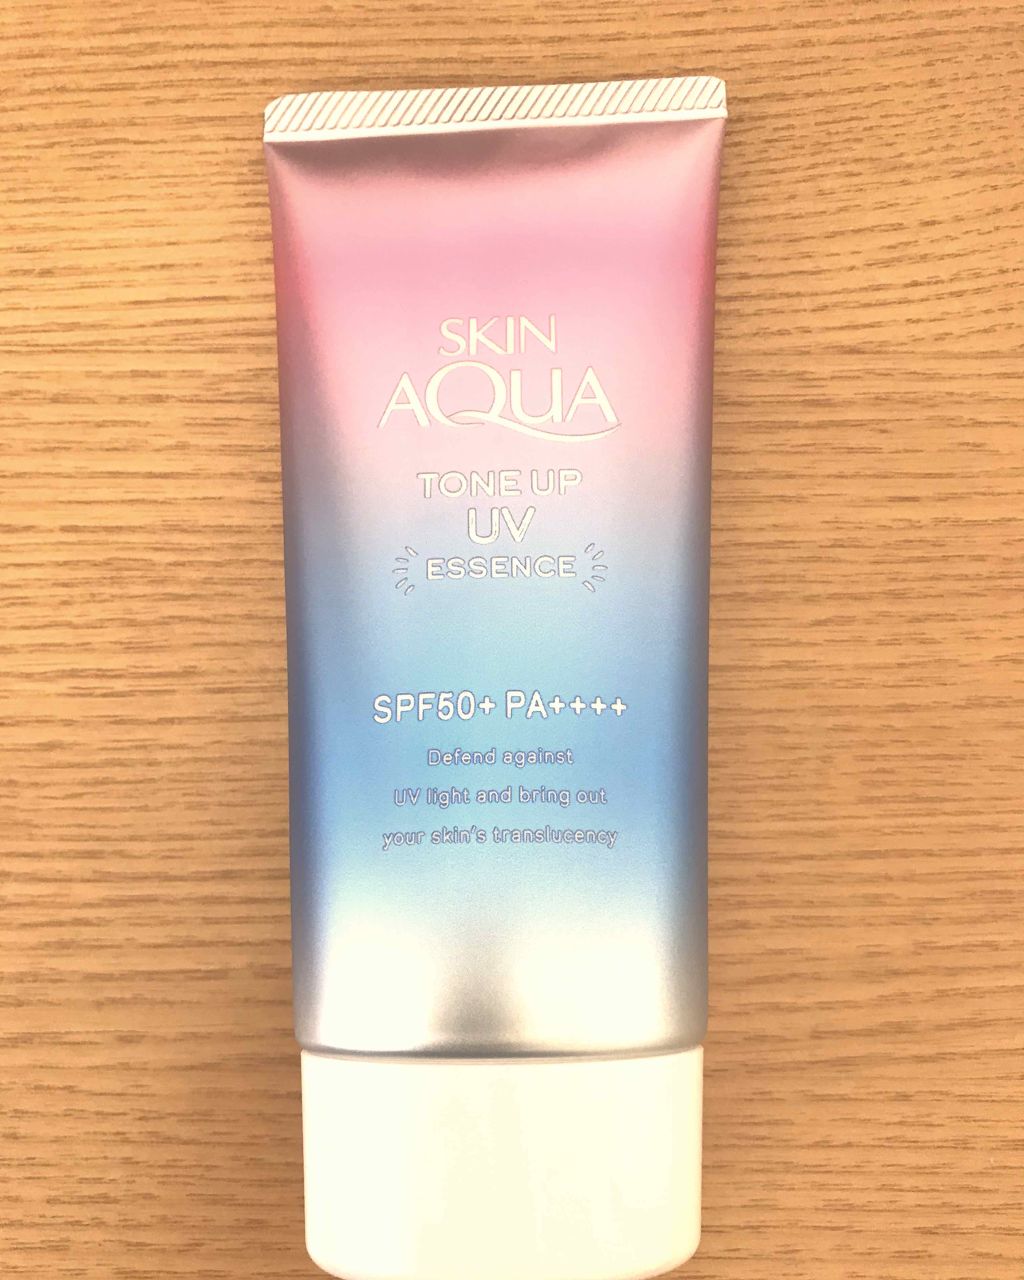 SKIN
AQUA
TONE UP
UV
ESSENCE
SPF50+ PA++++
Defend against
UV light and bring out
your skin's translucency